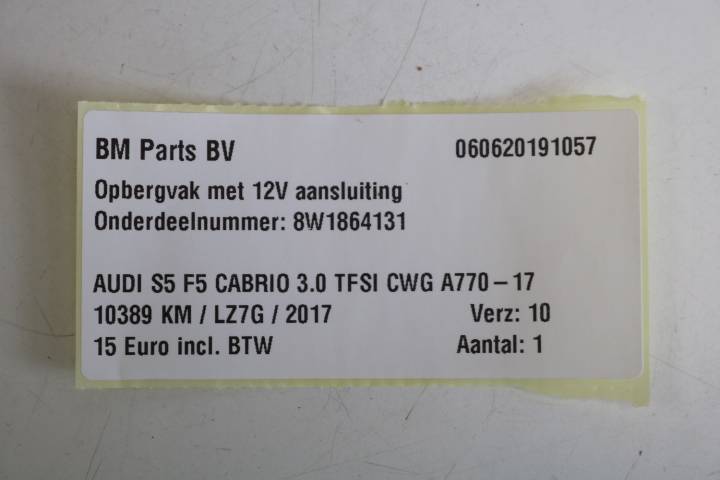 BM Parts BV 060620191057
Opbergvak met 12V aansluiting
Onderdeelnummer: 8W1864131
AUDI S5 F5 CABRIO 3.0 TFSI CWG A770-17
10389 KM / LZ7G / 2017 Verz: 10
15 Euro incl. BTW Aantal: 1